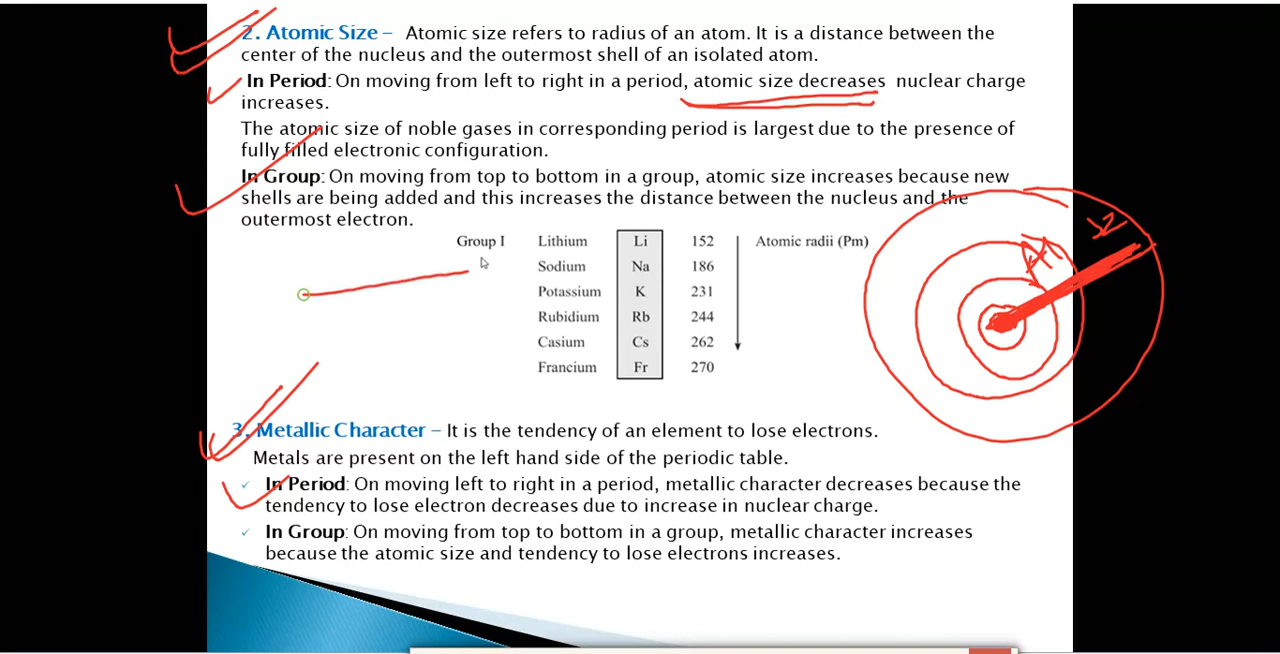 2. Atomic Size – Atomic size refers to radius of an atom. It is a distance between the
center of the nucleus and the outermost shell of an isolated atom.
In Period: On moving from left to right in a period, atomic size decreases nuclear charge
increases.
The atomic size of noble gases in corresponding period is largest due to the presence of
fully filled electronic configuration.
In Group: On moving from top to bottom in a group, atomic size increases because new
shells are being added and this increases the distance between the nucleus and the
outermost electron.
Group I Lithium Li 152 Atomic radii (Pm)
Sodium Na 186
Potassium K 231
Rubidium Rb 244
Casium Cs 262
Francium Fr 270
3. Metallic Character – It is the tendency of an element to lose electrons.
Metals are present on the left hand side of the periodic table.
✓ In Period: On moving left to right in a period, metallic character decreases because the
tendency to lose electron decreases due to increase in nuclear charge.
✓ In Group: On moving from top to bottom in a group, metallic character increases
because the atomic size and tendency to lose electrons increases.